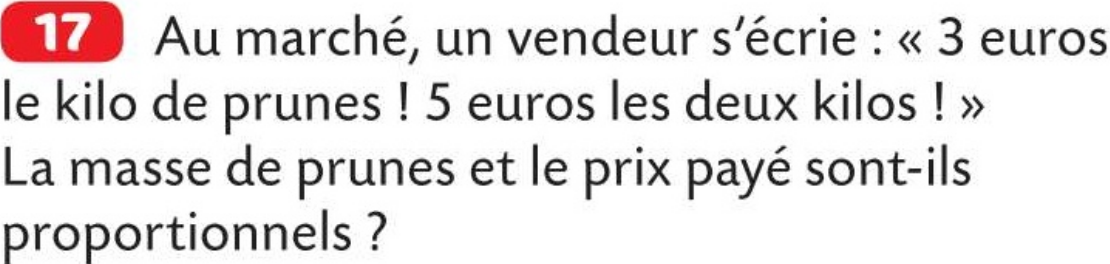 17 Au marché, un vendeur s’écrie : « 3 euros
le kilo de prunes ! 5 euros les deux kilos ! »
La masse de prunes et le prix payé sont-ils
proportionnels ?